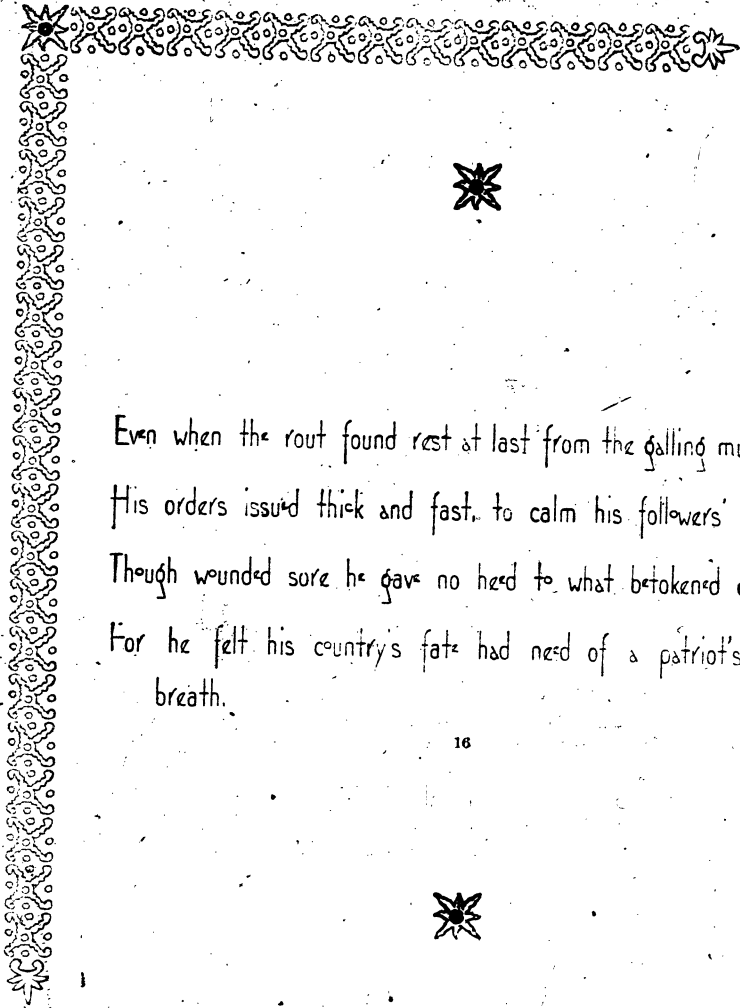 Even when the rout found rest at last from the galling
His orders issued thick and fast, to calm his followers'
Though wounded sore he gave no heed to what betokened
For he felt his country's fate had need of a patriot's
breath.
16